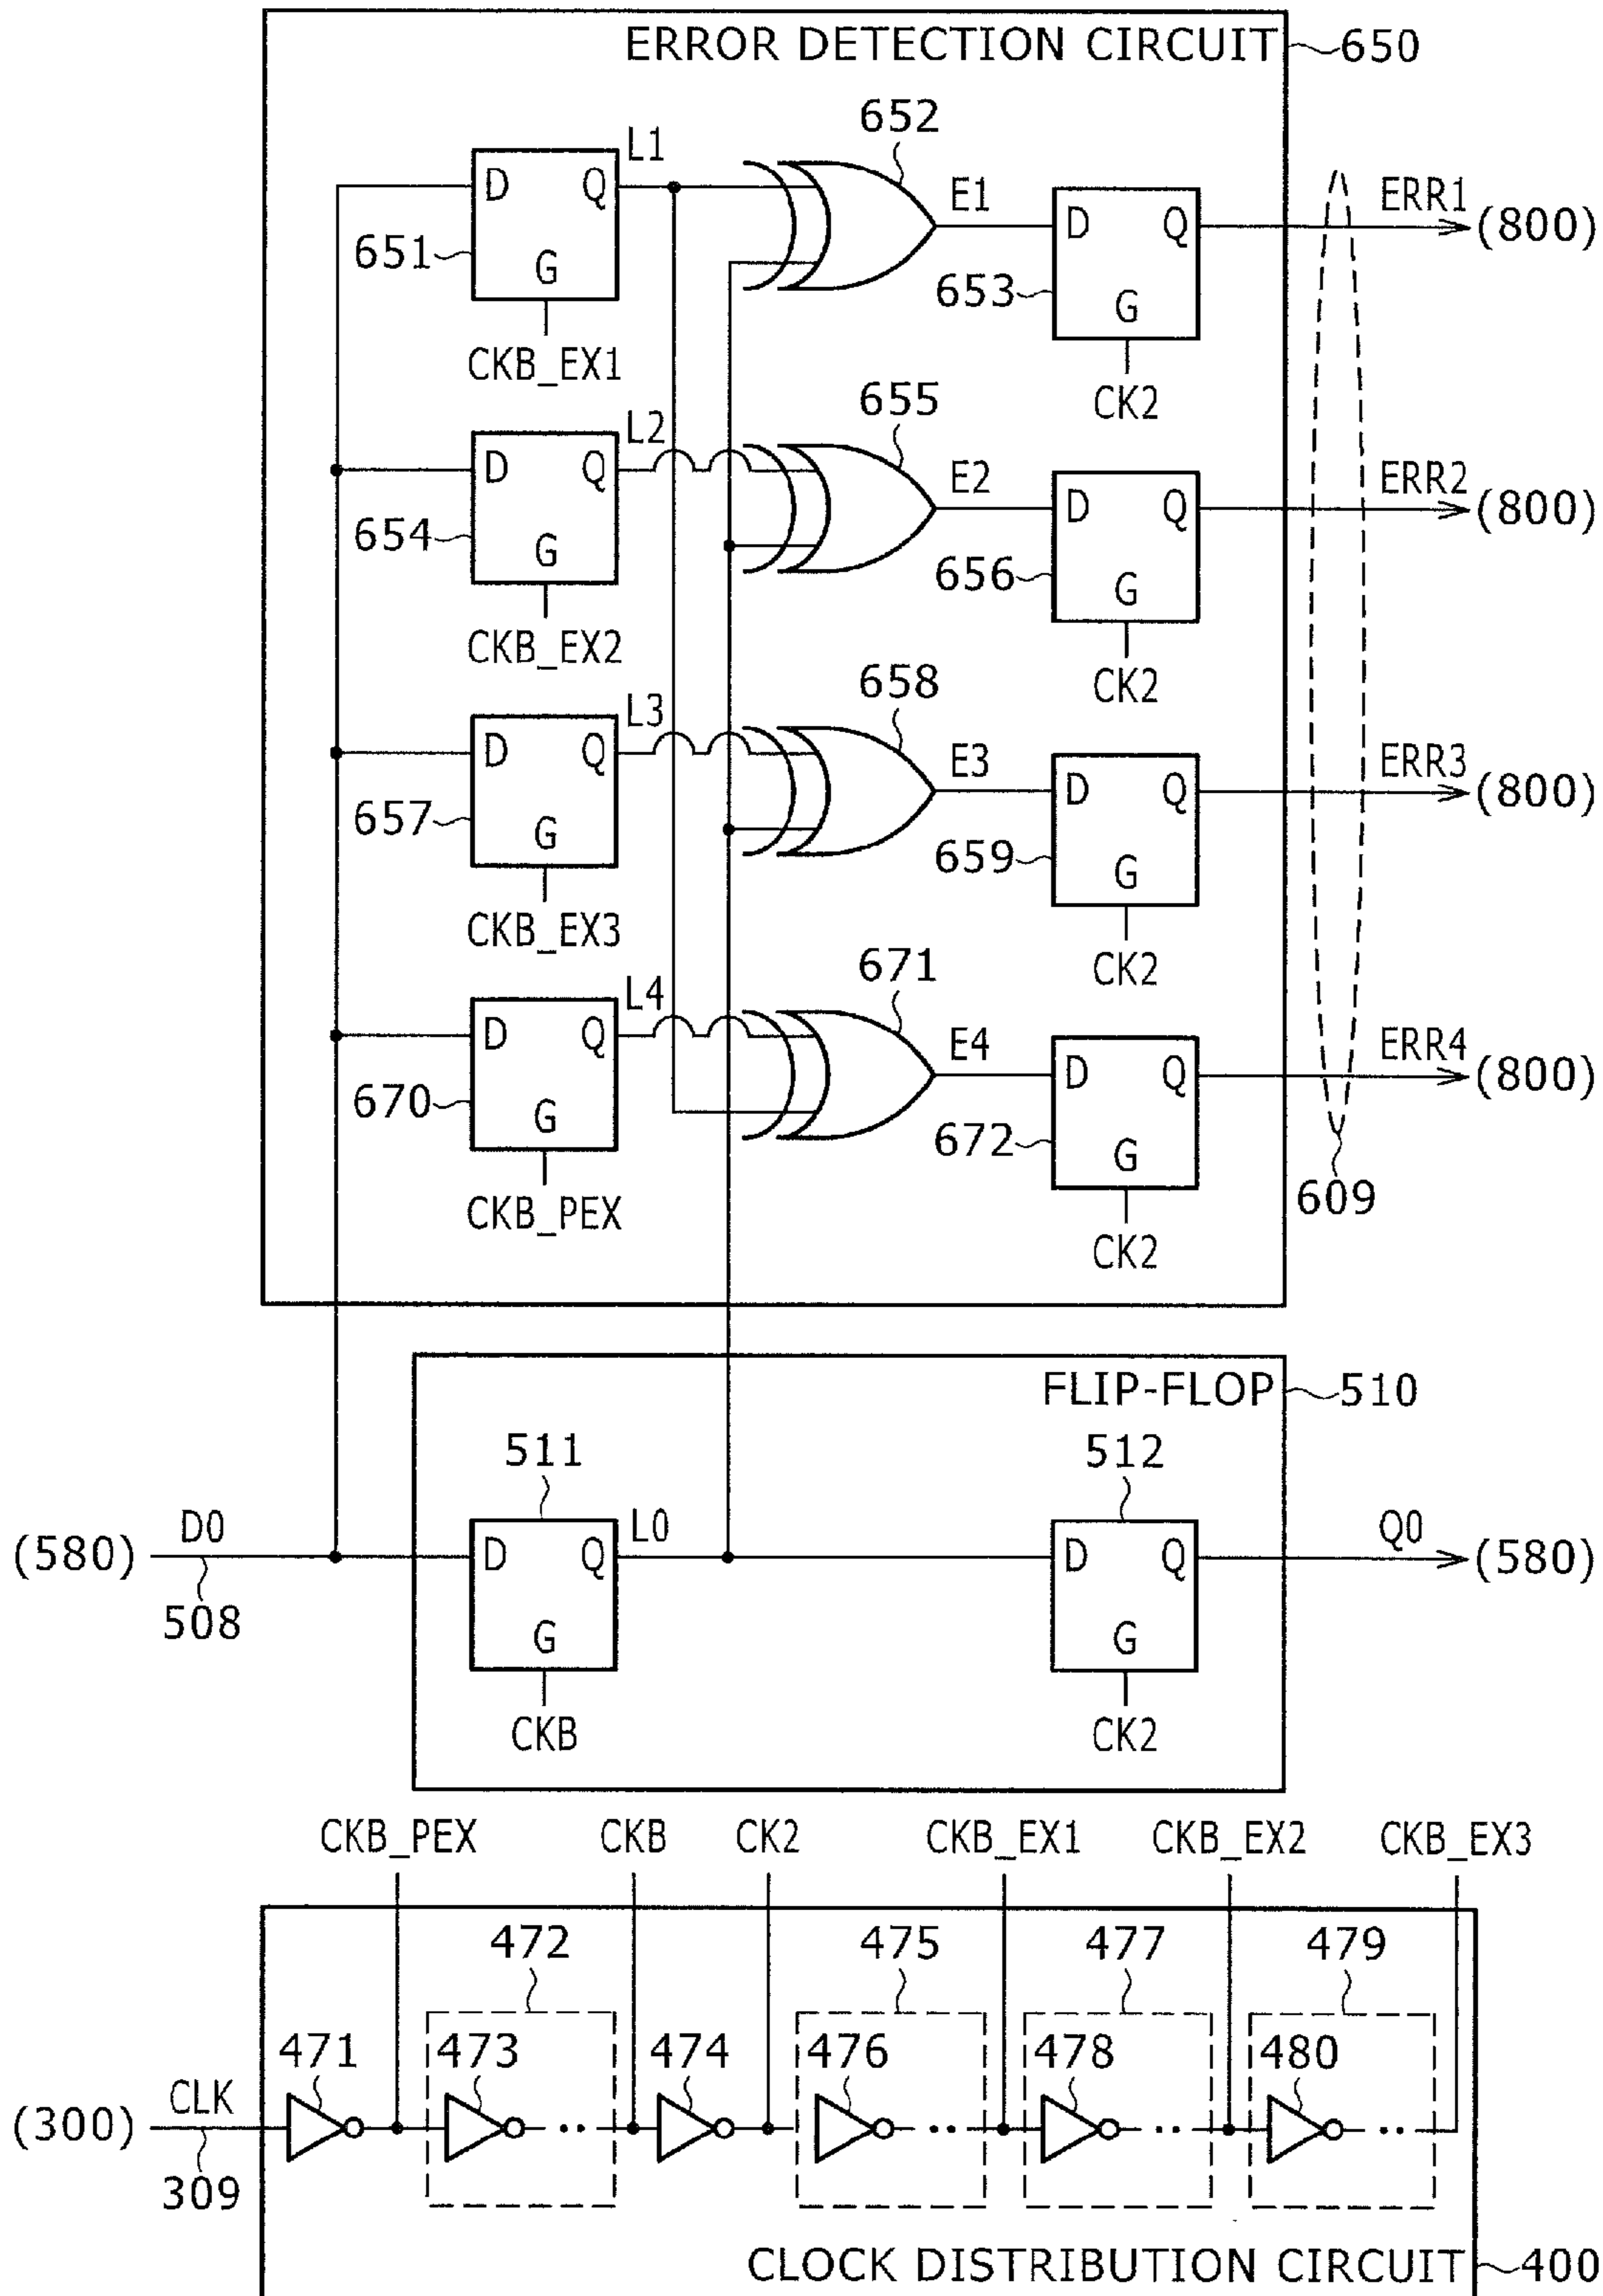 ERROR DETECTION CIRCUIT 650
652
L1
D Q
651
G
CKB_EX1
E1
D Q
653
G
CK2
ERR1
(800)
655
L2
D Q
654
G
CKB_EX2
E2
D Q
656
G
CK2
ERR2
(800)
658
L3
D Q
657
G
CKB_EX3
E3
D Q
659
G
CK2
ERR3
(800)
671
L4
D Q
670
G
CKB_PEX
E4
D Q
672
G
CK2
ERR4
(800)
609
FLIP-FLOP 510
511
512
(580)
D0
508
D Q
G
CKB
L0
D Q
G
CK2
Q0
(580)
CKB_PEX CKB CK2 CKB_EX1 CKB_EX2 CKB_EX3
472 475 477 479
471 473 474 476 478 480
(300)
CLK
309
.. .. .. ..
CLOCK DISTRIBUTION CIRCUIT 400